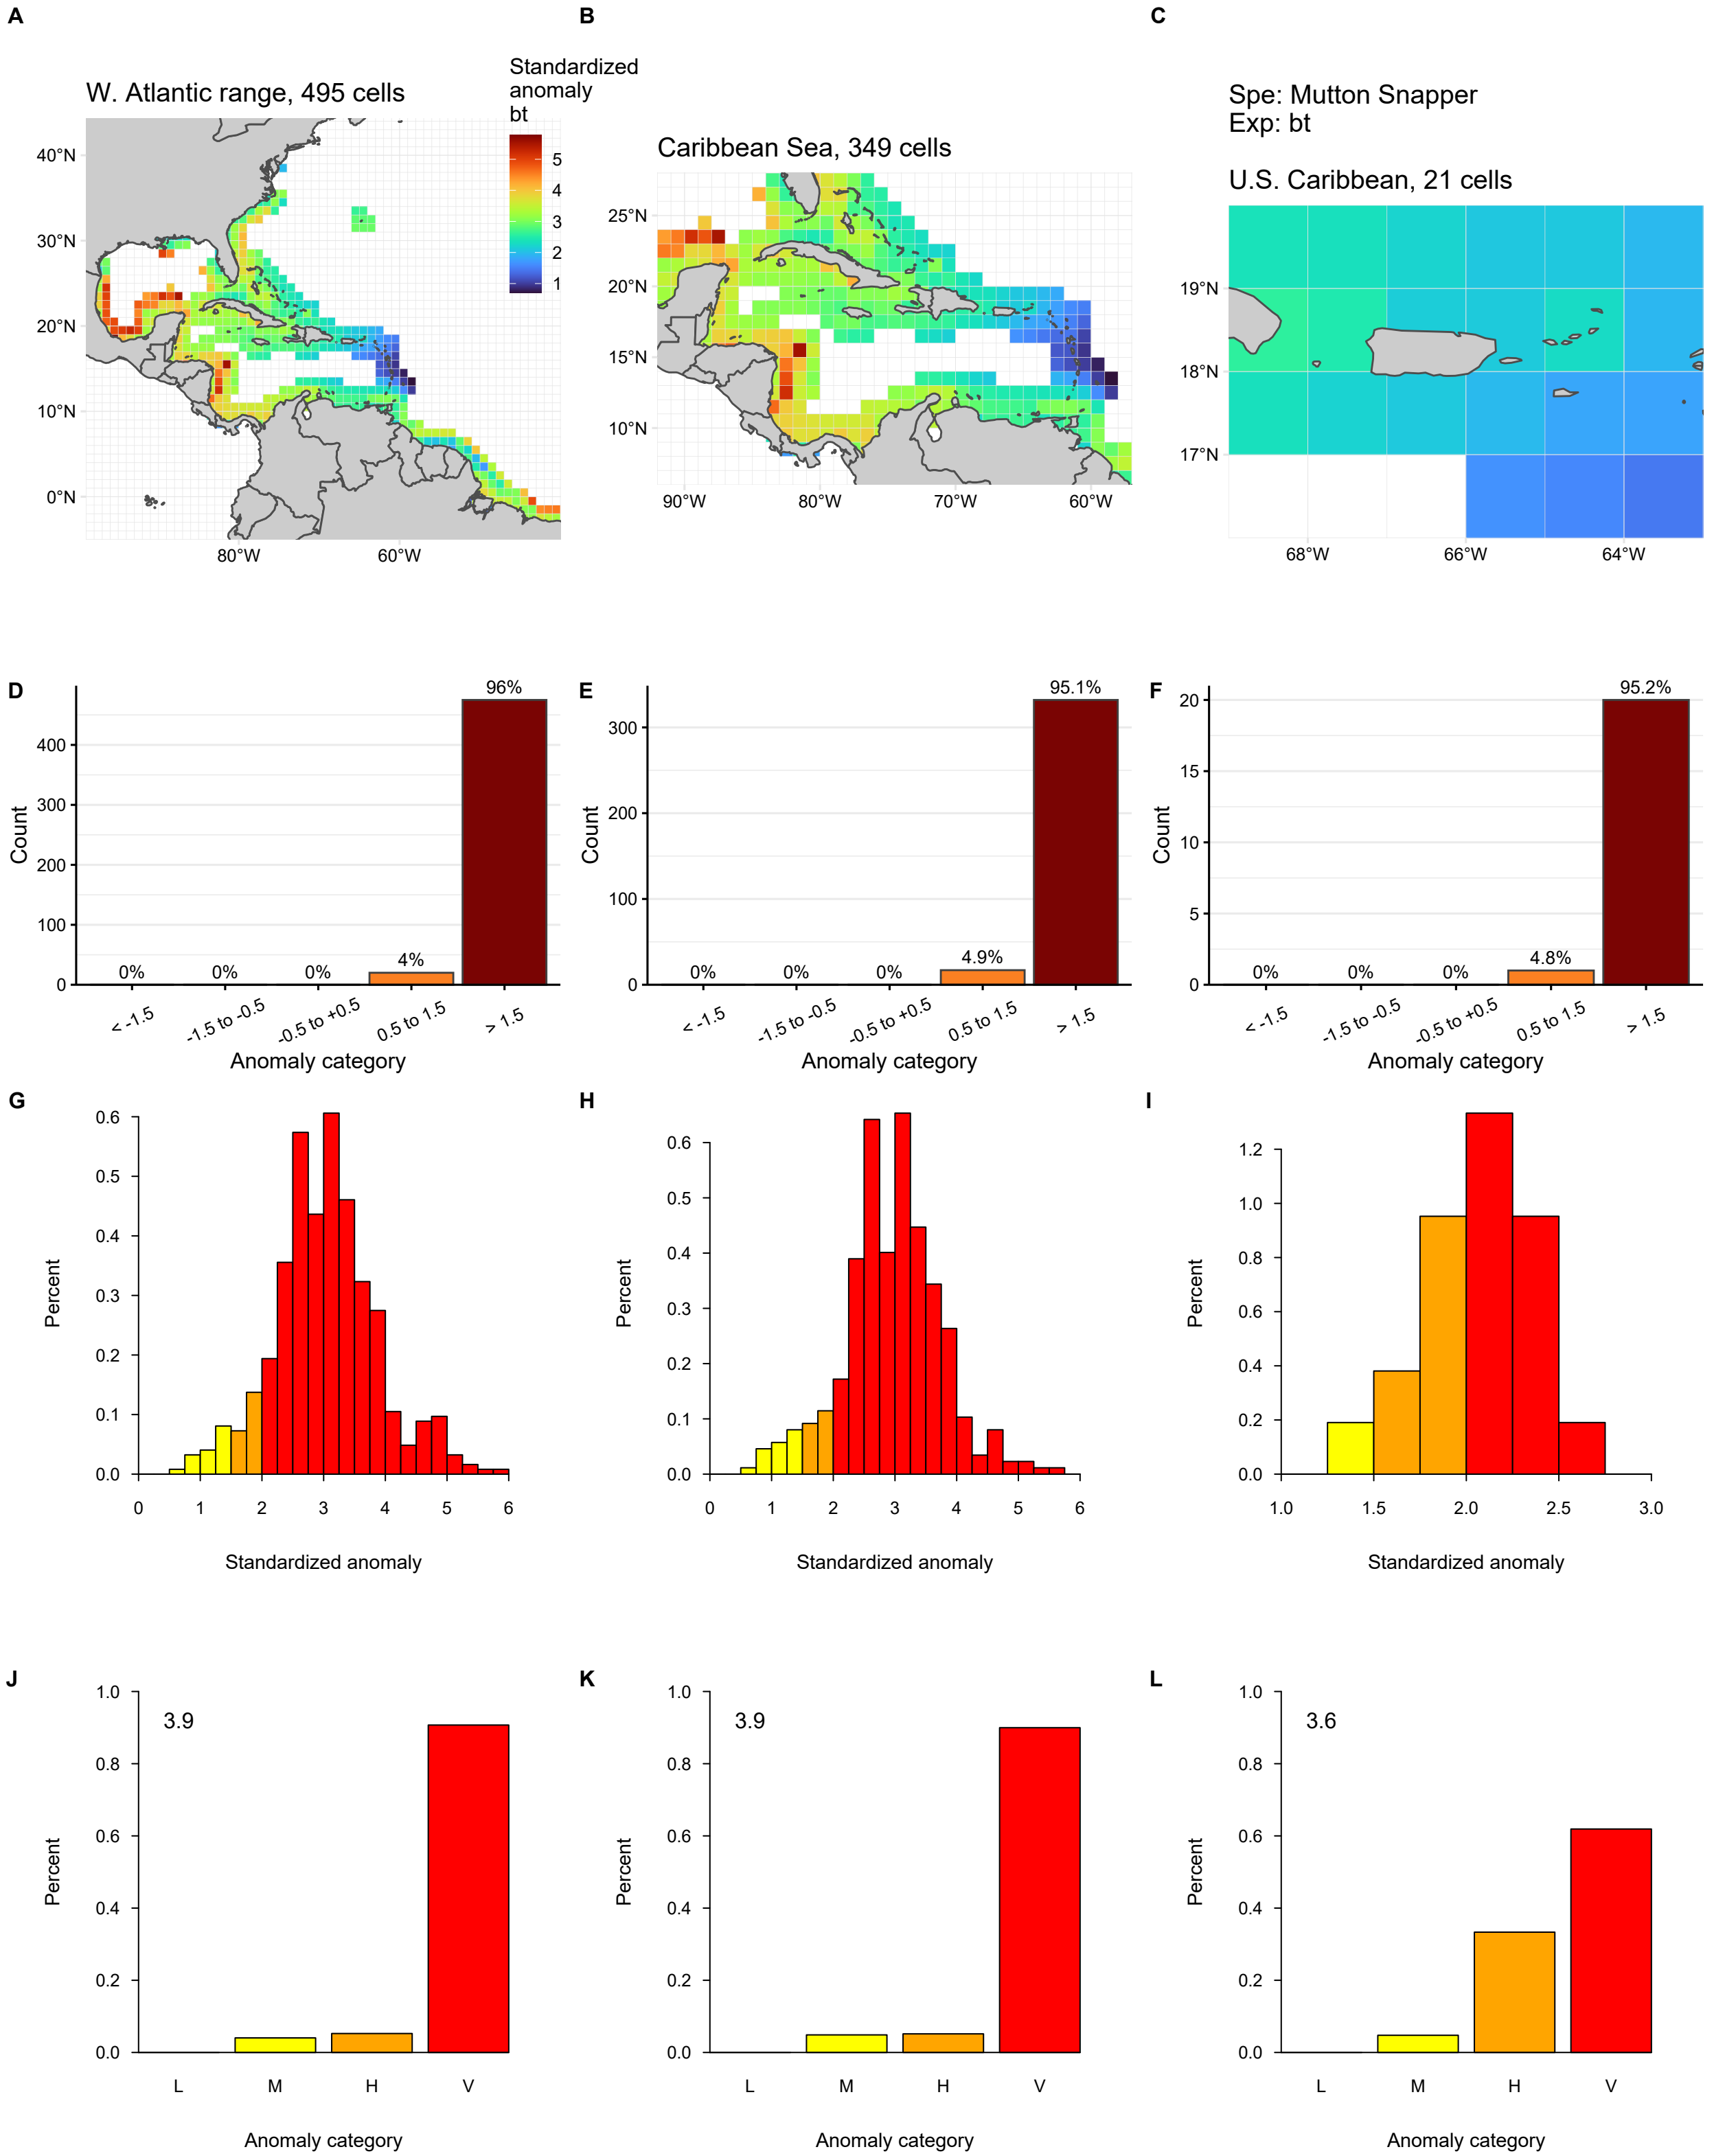 A
B
C
W. Atlantic range, 495 cells
Standardized
anomaly
bt
5
4
3
2
1
40°N
30°N
20°N
10°N
0°N
80°W
60°W
Caribbean Sea, 349 cells
25°N
20°N
15°N
10°N
90°W
80°W
70°W
60°W
Spe: Mutton Snapper
Exp: bt
U.S. Caribbean, 21 cells
19°N
18°N
17°N
68°W
66°W
64°W
D
Count
400
300
200
100
0
0%
0%
0%
4%
96%
< -1.5
-1.5 to -0.5
-0.5 to +0.5
0.5 to 1.5
> 1.5
Anomaly category
E
Count
300
200
100
0
0%
0%
0%
4.9%
95.1%
< -1.5
-1.5 to -0.5
-0.5 to +0.5
0.5 to 1.5
> 1.5
Anomaly category
F
Count
20
15
10
5
0
0%
0%
0%
4.8%
95.2%
< -1.5
-1.5 to -0.5
-0.5 to +0.5
0.5 to 1.5
> 1.5
Anomaly category
G
Percent
0.6
0.5
0.4
0.3
0.2
0.1
0.0
0 1 2 3 4 5 6
Standardized anomaly
H
Percent
0.6
0.5
0.4
0.3
0.2
0.1
0.0
0 1 2 3 4 5 6
Standardized anomaly
I
Percent
1.2
1.0
0.8
0.6
0.4
0.2
0.0
1.0 1.5 2.0 2.5 3.0
Standardized anomaly
J
3.9
Percent
1.0
0.8
0.6
0.4
0.2
0.0
L M H V
Anomaly category
K
3.9
Percent
1.0
0.8
0.6
0.4
0.2
0.0
L M H V
Anomaly category
L
3.6
Percent
1.0
0.8
0.6
0.4
0.2
0.0
L M H V
Anomaly category